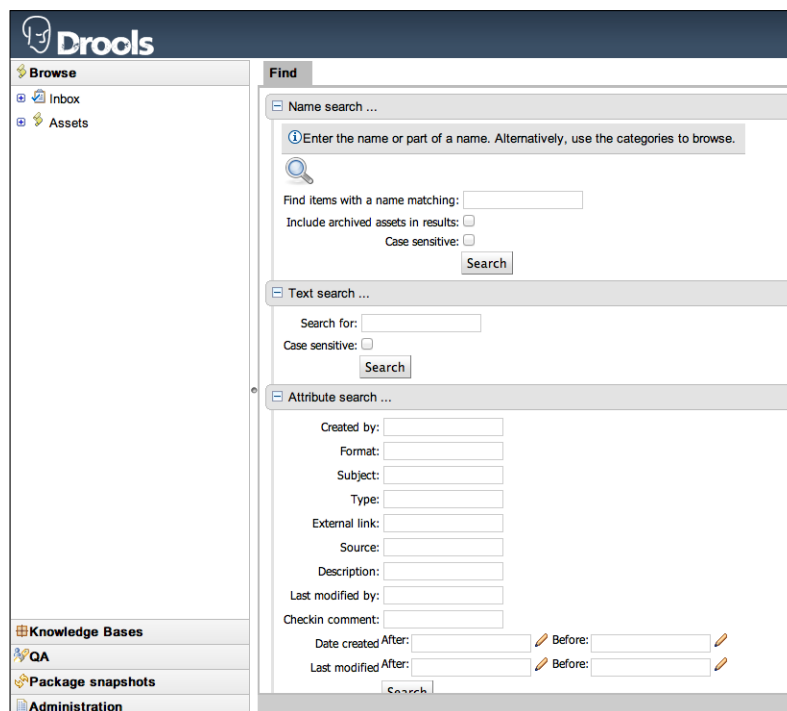 Drools
Browse
Inbox
Assets
Knowledge Bases
QA
Package snapshots
Administration
Find
Name search ...
Enter the name or part of a name. Alternatively, use the categories to browse.
Find items with a name matching:
Include archived assets in results:
Case sensitive:
Search
Text search ...
Search for:
Case sensitive:
Search
Attribute search ...
Created by:
Format:
Subject:
Type:
External link:
Source:
Description:
Last modified by:
Checkin comment:
Date created After: Before:
Last modified After: Before:
Search